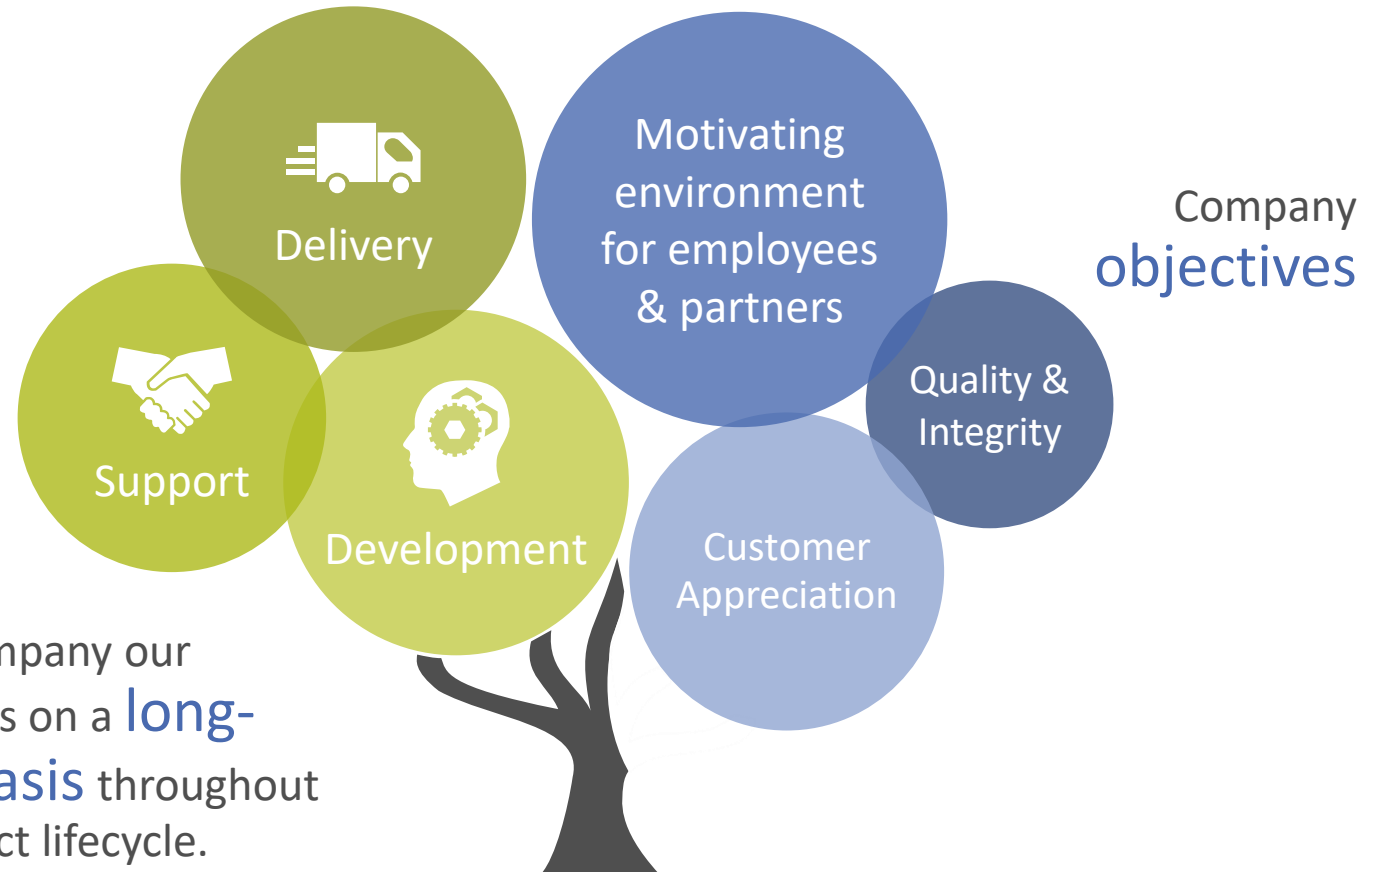 Delivery
Motivating
environment
for employees
& partners
Company
objectives
Support
Development
Quality &
Integrity
Customer
Appreciation
mpany our
s on a long-
asis throughout
ct lifecycle.